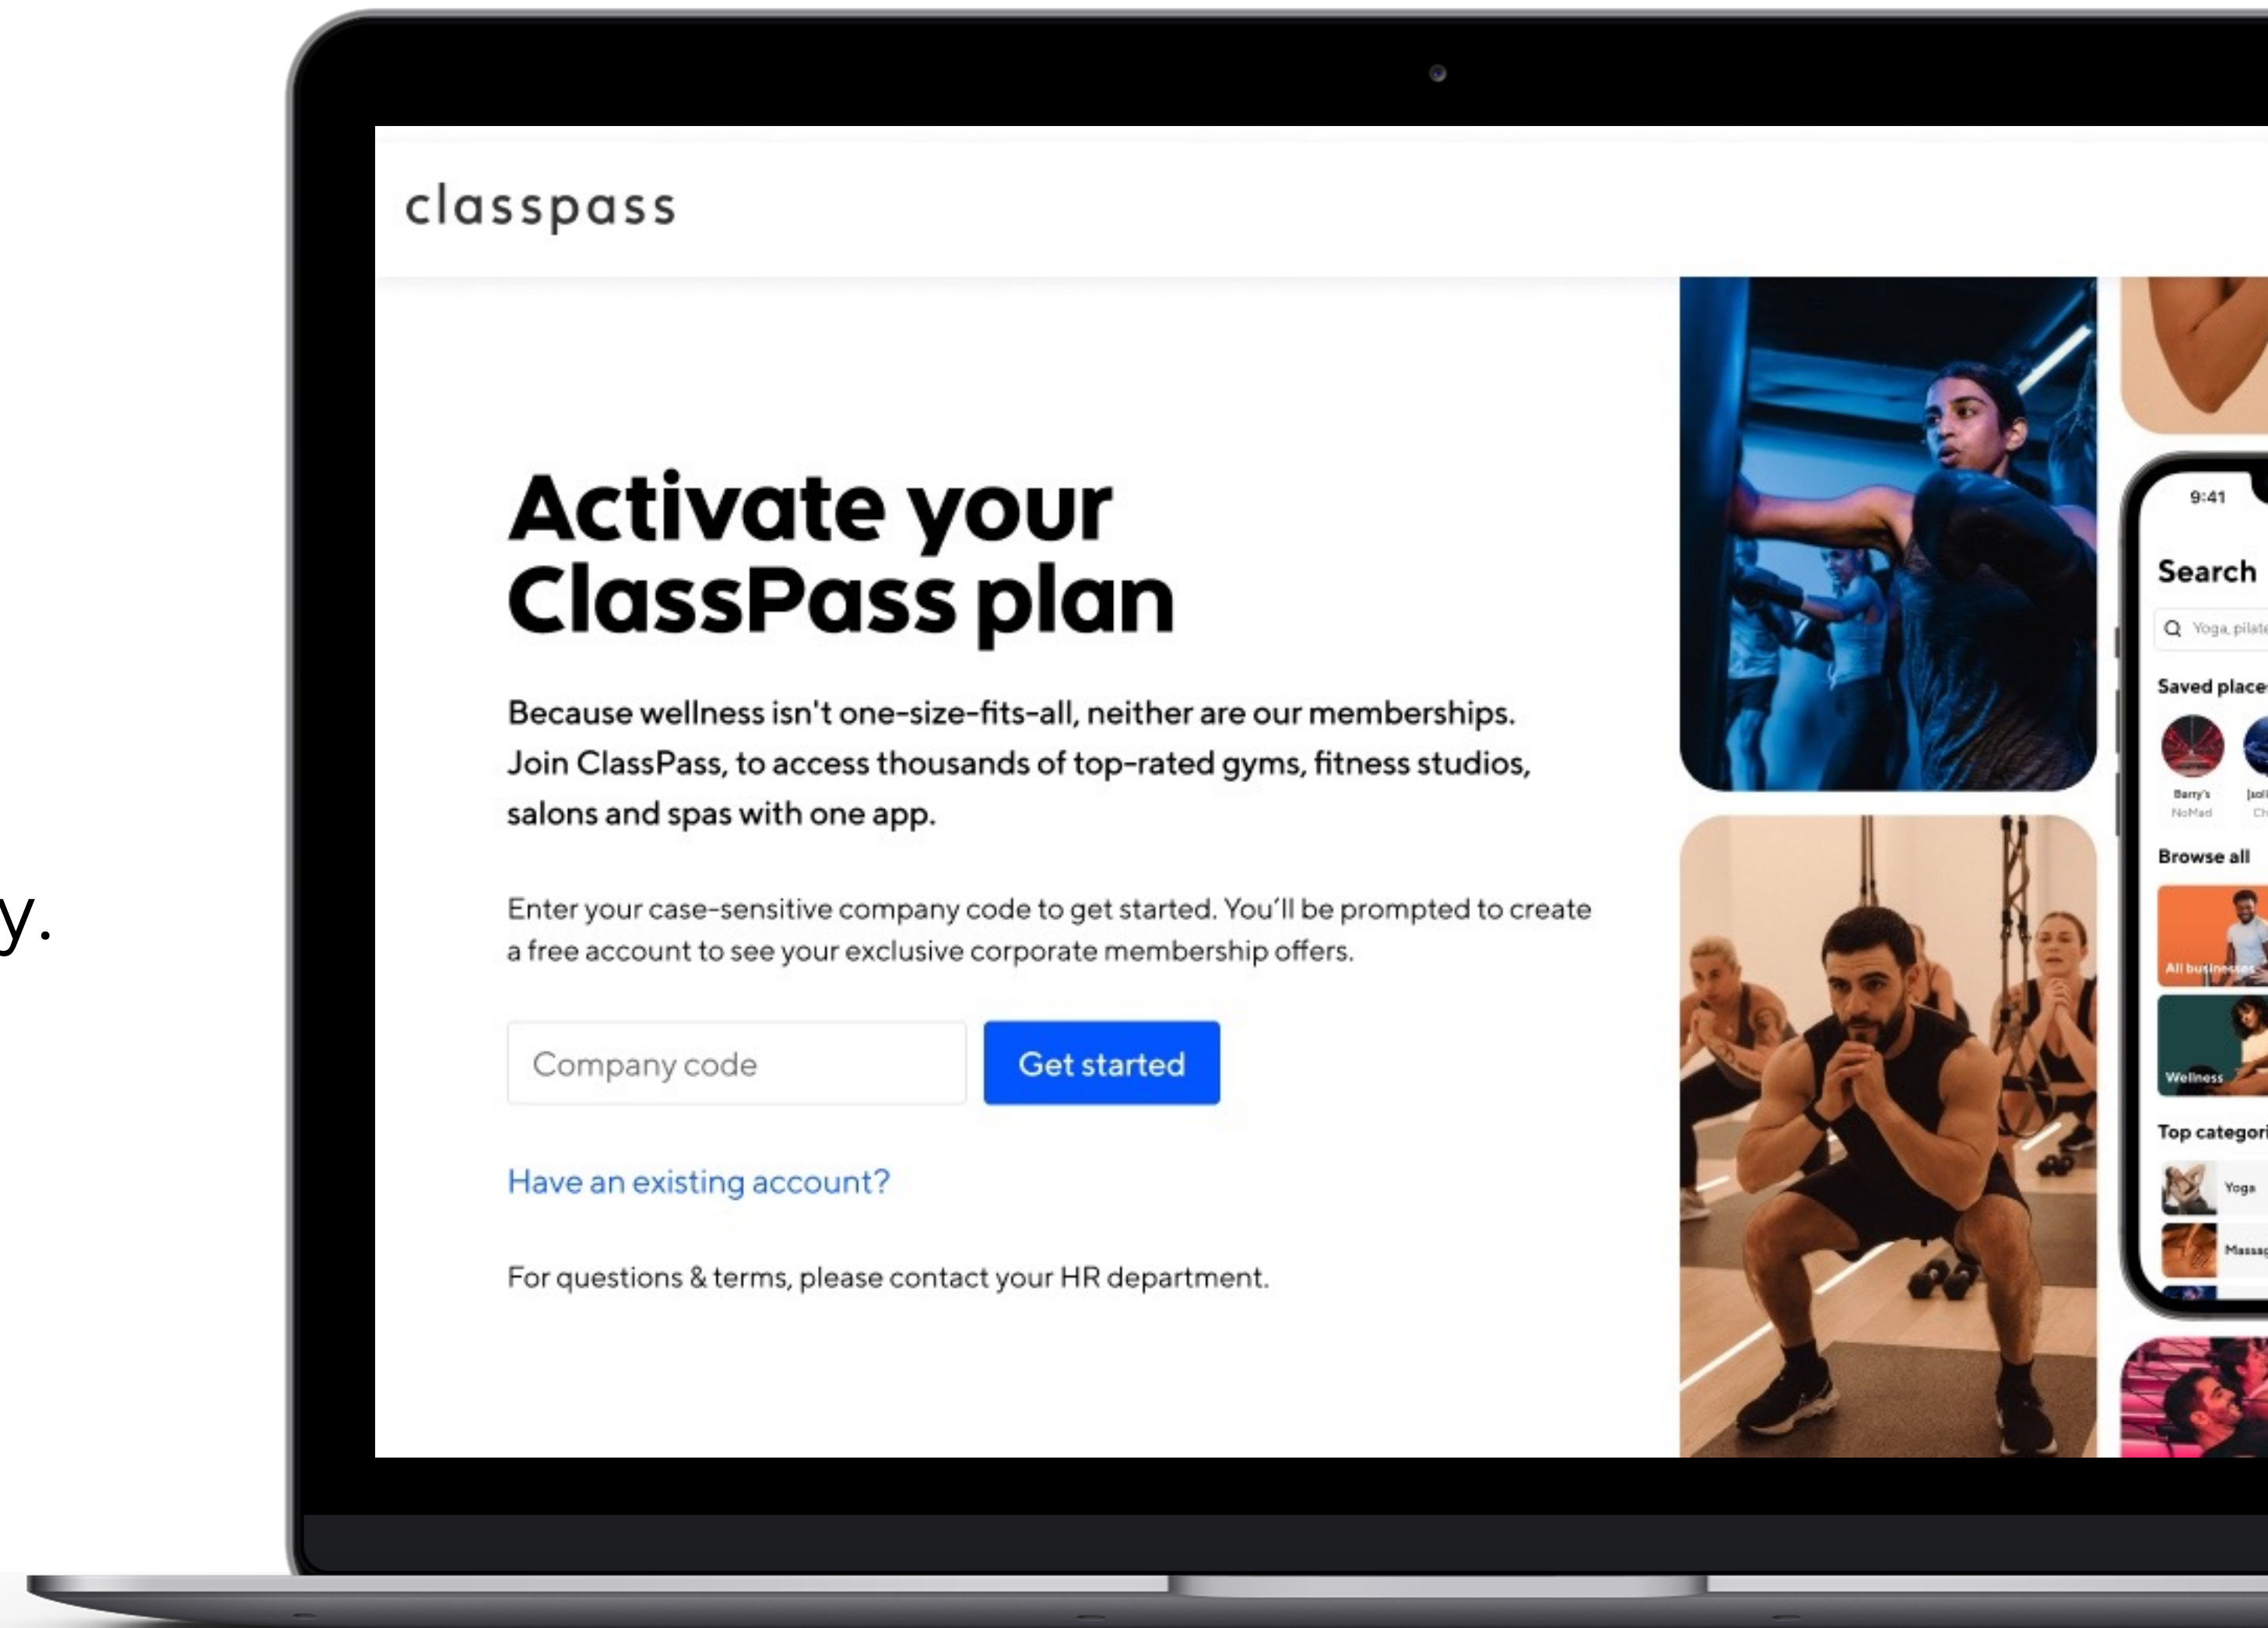 y.
classpass
Activate your
ClassPass plan
Because wellness isn't one-size-fits-all, neither are our memberships.
Join ClassPass, to access thousands of top-rated gyms, fitness studios,
salons and spas with one app.
Enter your case-sensitive company code to get started. You’ll be prompted to create
a free account to see your exclusive corporate membership offers.
Company code
Get started
Have an existing account?
For questions & terms, please contact your HR department.
9:41
Search
Yoga, pilate
Saved place
Barry's
NoMad
Browse all
All businesses
Wellness
Top categori
Yoga
Massag